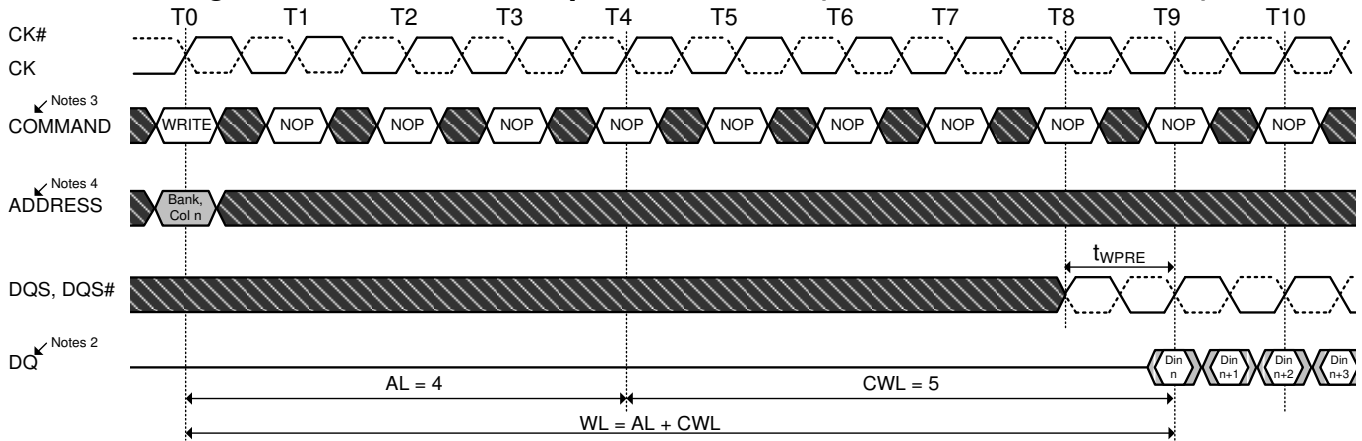 T0 T1 T2 T3 T4 T5 T6 T7 T8 T9 T10
CK#
CK
Notes 3
COMMAND WRITE NOP NOP NOP NOP NOP NOP NOP NOP NOP NOP
Notes 4
ADDRESS Bank,
Col n
tWPRE
DQS, DQS#
Notes 2
DQ Din n Din n+1 Din n+2 Din n+3
AL = 4 CWL = 5
WL = AL + CWL